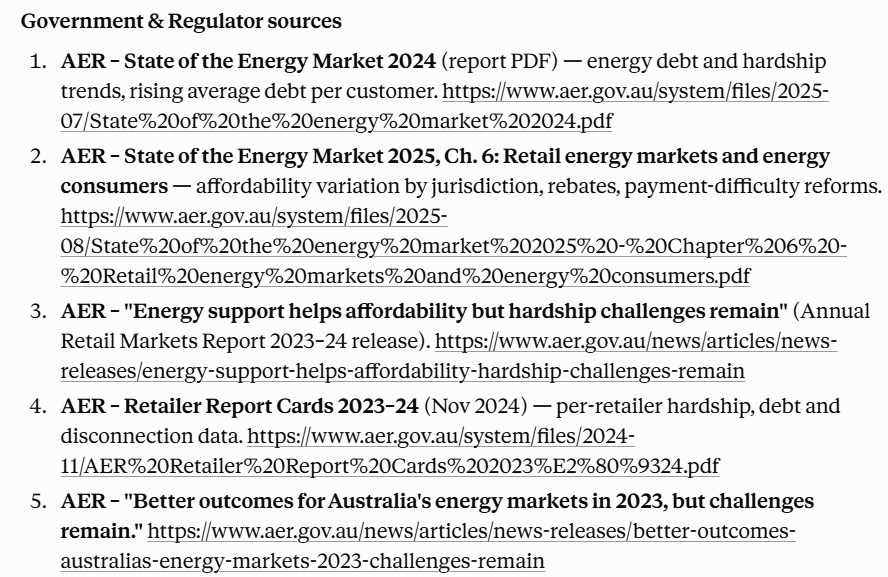 Government & Regulator sources
1. AER – State of the Energy Market 2024 (report PDF) — energy debt and hardship
trends, rising average debt per customer. https://www.aer.gov.au/system/files/2025-
07/State%20of%20the%20energy%20market%202024.pdf
2. AER – State of the Energy Market 2025, Ch. 6: Retail energy markets and energy
consumers — affordability variation by jurisdiction, rebates, payment-difficulty reforms.
https://www.aer.gov.au/system/files/2025-
08/State%20of%20the%20energy%20market%202025%20-%20Chapter%206%20-
%20Retail%20energy%20markets%20and%20energy%20consumers.pdf
3. AER – "Energy support helps affordability but hardship challenges remain" (Annual
Retail Markets Report 2023–24 release). https://www.aer.gov.au/news/articles/news-
releases/energy-support-helps-affordability-hardship-challenges-remain
4. AER – Retailer Report Cards 2023–24 (Nov 2024) — per-retailer hardship, debt and
disconnection data. https://www.aer.gov.au/system/files/2024-
11/AER%20Retailer%20Report%20Cards%202023%E2%80%9324.pdf
5. AER – "Better outcomes for Australia's energy markets in 2023, but challenges
remain." https://www.aer.gov.au/news/articles/news-releases/better-outcomes-
australias-energy-markets-2023-challenges-remain